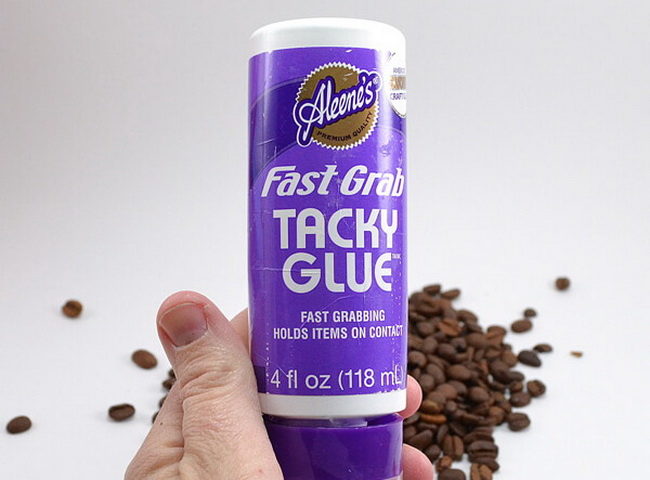 Aleene's®
PREMIUM QUALITY
Fast Grab
TACKY
GLUE
FAST GRABBING
HOLDS ITEMS ON CONTACT
4 fl oz (118 mL)